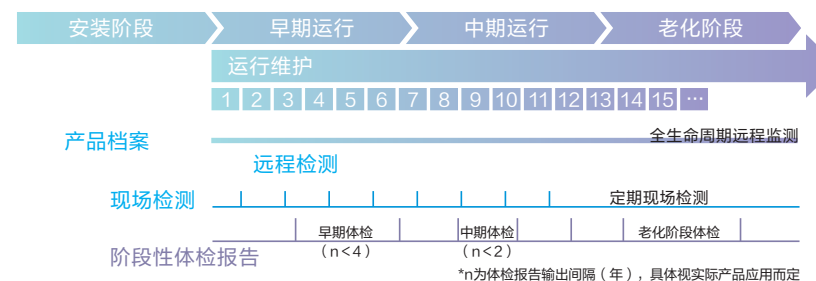 安装阶段 早期运行 中期运行 老化阶段
运行维护
1 2 3 4 5 6 7 8 9 10 11 12 13 14 15 …
产品档案
全生命周期远程监测
远程检测
现场检测
定期现场检测
早期体检 中期体检 老化阶段体检
（n<4） （n<2）
阶段性体检报告
*n为体检报告输出间隔（年），具体视实际产品应用而定